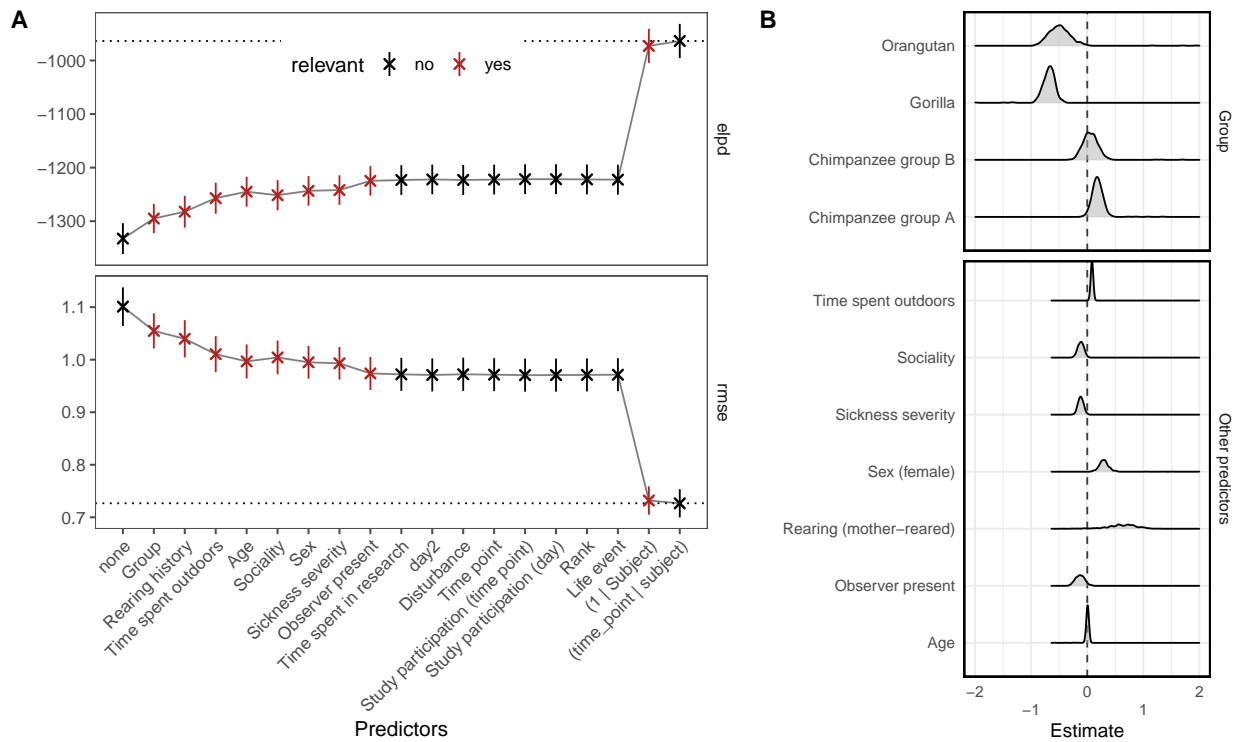 A
relevant no yes
−1000
−1100
−1200
−1300
elpd
1.1
1.0
0.9
0.8
0.7
rmse
none
Group
Rearing history
Time spent outdoors
Age
Sociality
Sex
Sickness severity
Observer present
Time spent in research
day2
Disturbance
Time point
Study participation (time point)
Study participation (day)
Rank
Life event
(1 | Subject)
(time_point | subject)
Predictors
B
Orangutan
Gorilla
Chimpanzee group B
Chimpanzee group A
Group
Time spent outdoors
Sociality
Sickness severity
Sex (female)
Rearing (mother−reared)
Observer present
Age
Other predictors
−2 0 2
−1 1
Estimate